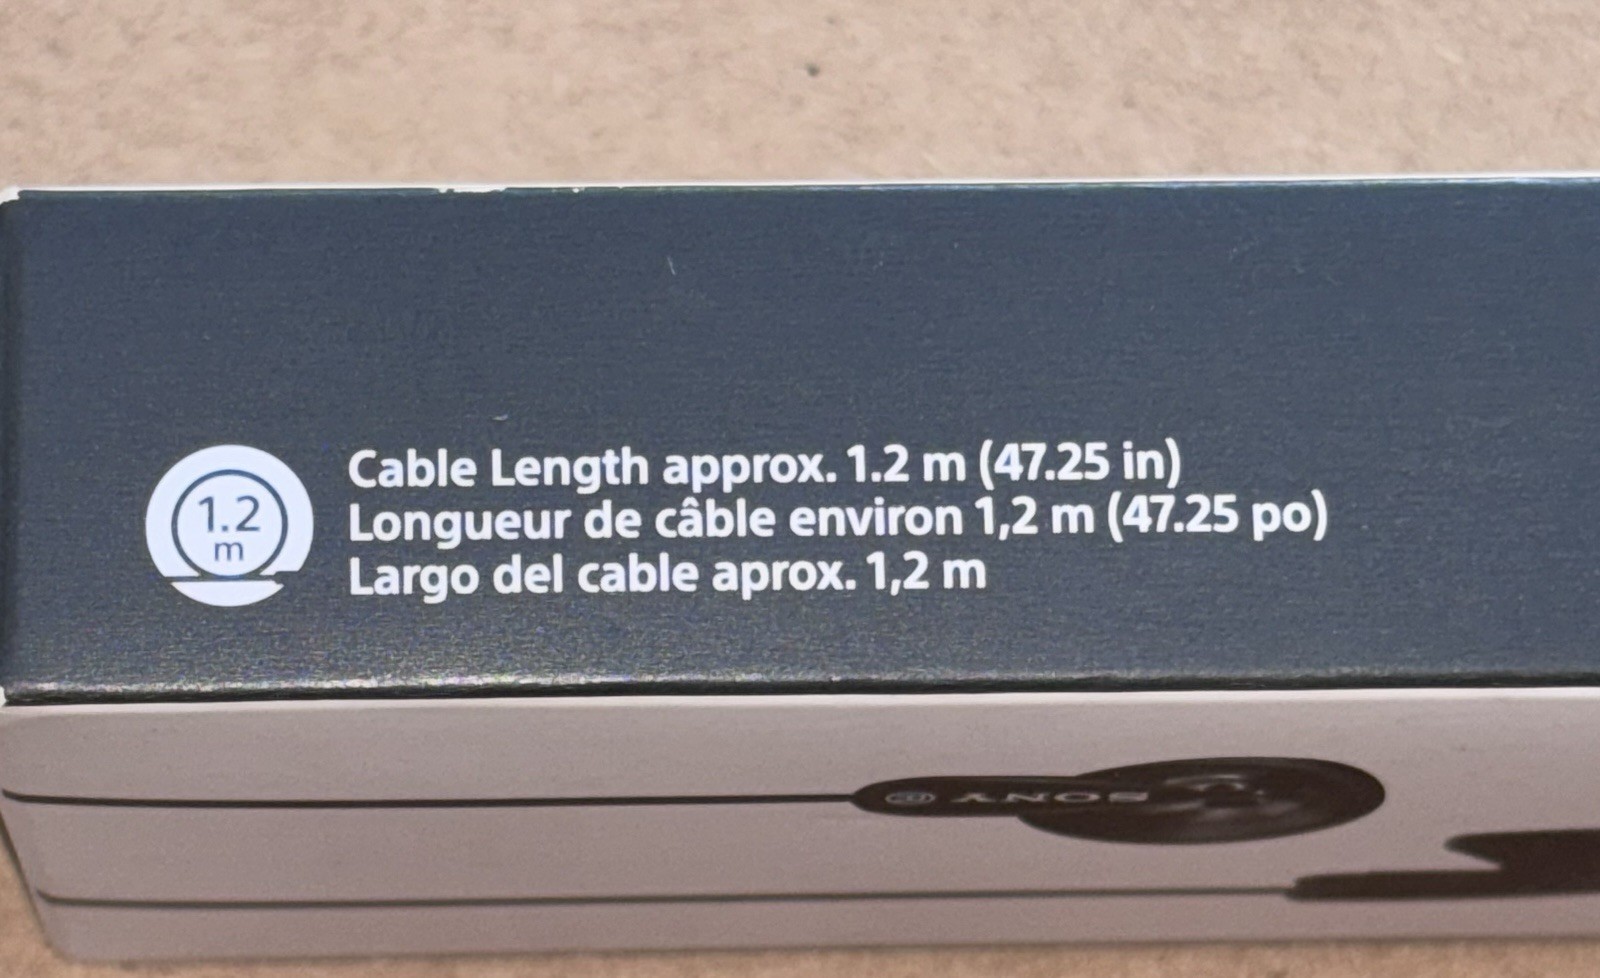 1.2
m
Cable Length approx. 1.2 m (47.25 in)
Longueur de câble environ 1,2 m (47.25 po)
Largo del cable aprox. 1,2 m
SONY